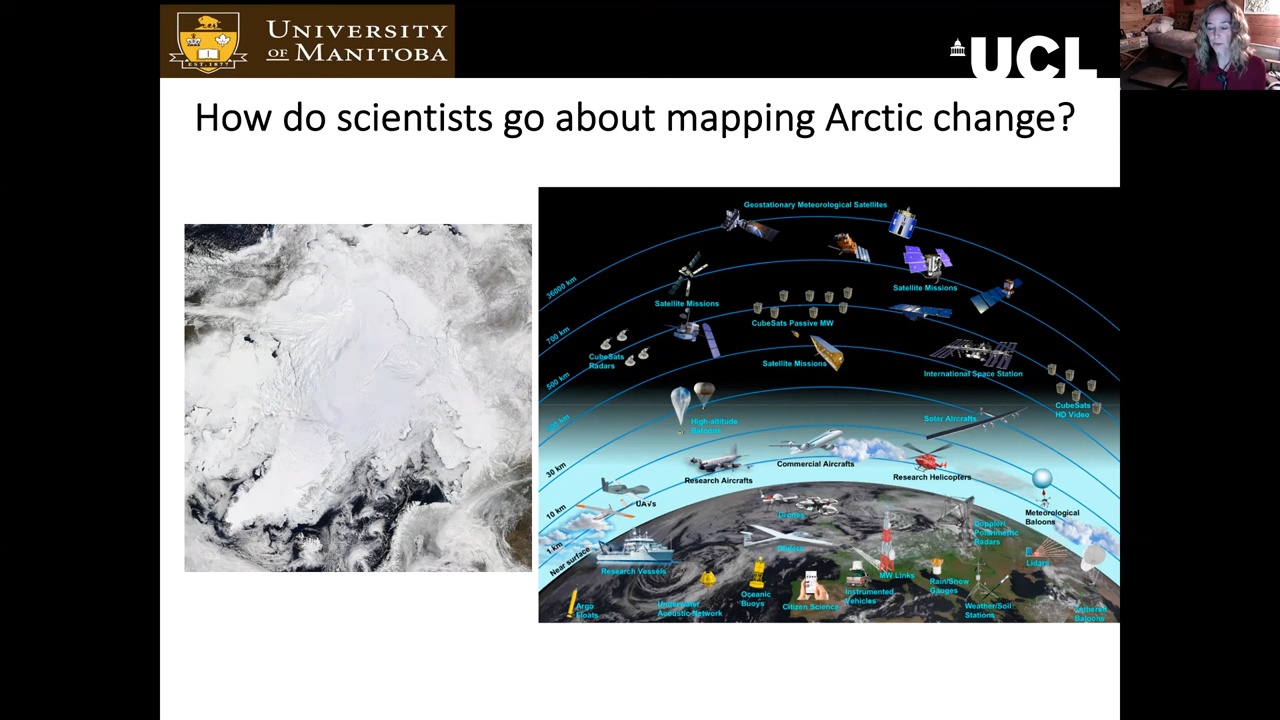 UNIVERSITY
OF MANITOBA
EST. 1877
UCL
How do scientists go about mapping Arctic change?
Geostationary Meteorological Satellites
36000 km
Satellite Missions
Satellite Missions
CubeSats Passive MW
700 km
CubeSats
Radars
Satellite Missions
International Space Station
500 km
CubeSats
HD Video
High-altitude
Baloons
Solar Aircrafts
30 km
Commercial Aircrafts
Research Aircrafts
Research Helicopters
UAVs
10 km
Drones
Meteorological
Baloons
Doppler/
Polarimetric
Radars
1 km
Near surface
Gliders
Research Vessels
Lidars
MW Links
Rain/Snow
Gauges
Oceanic
Buoys
Instrumented
Vehicles
Argo
Floats
Underwater
Acoustic Network
Citizen Science
Weather/Soil
Stations
Tethered
Baloons